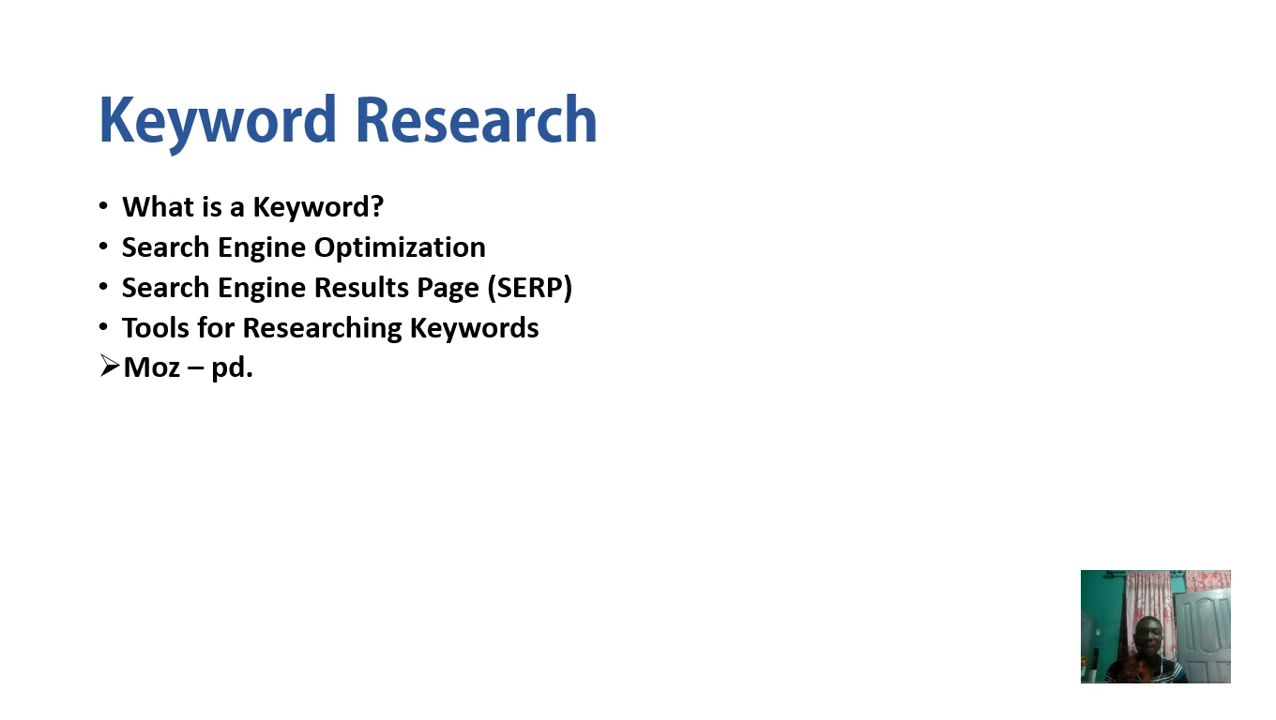 Keyword Research
• What is a Keyword?
• Search Engine Optimization
• Search Engine Results Page (SERP)
• Tools for Researching Keywords
➢Moz – pd.